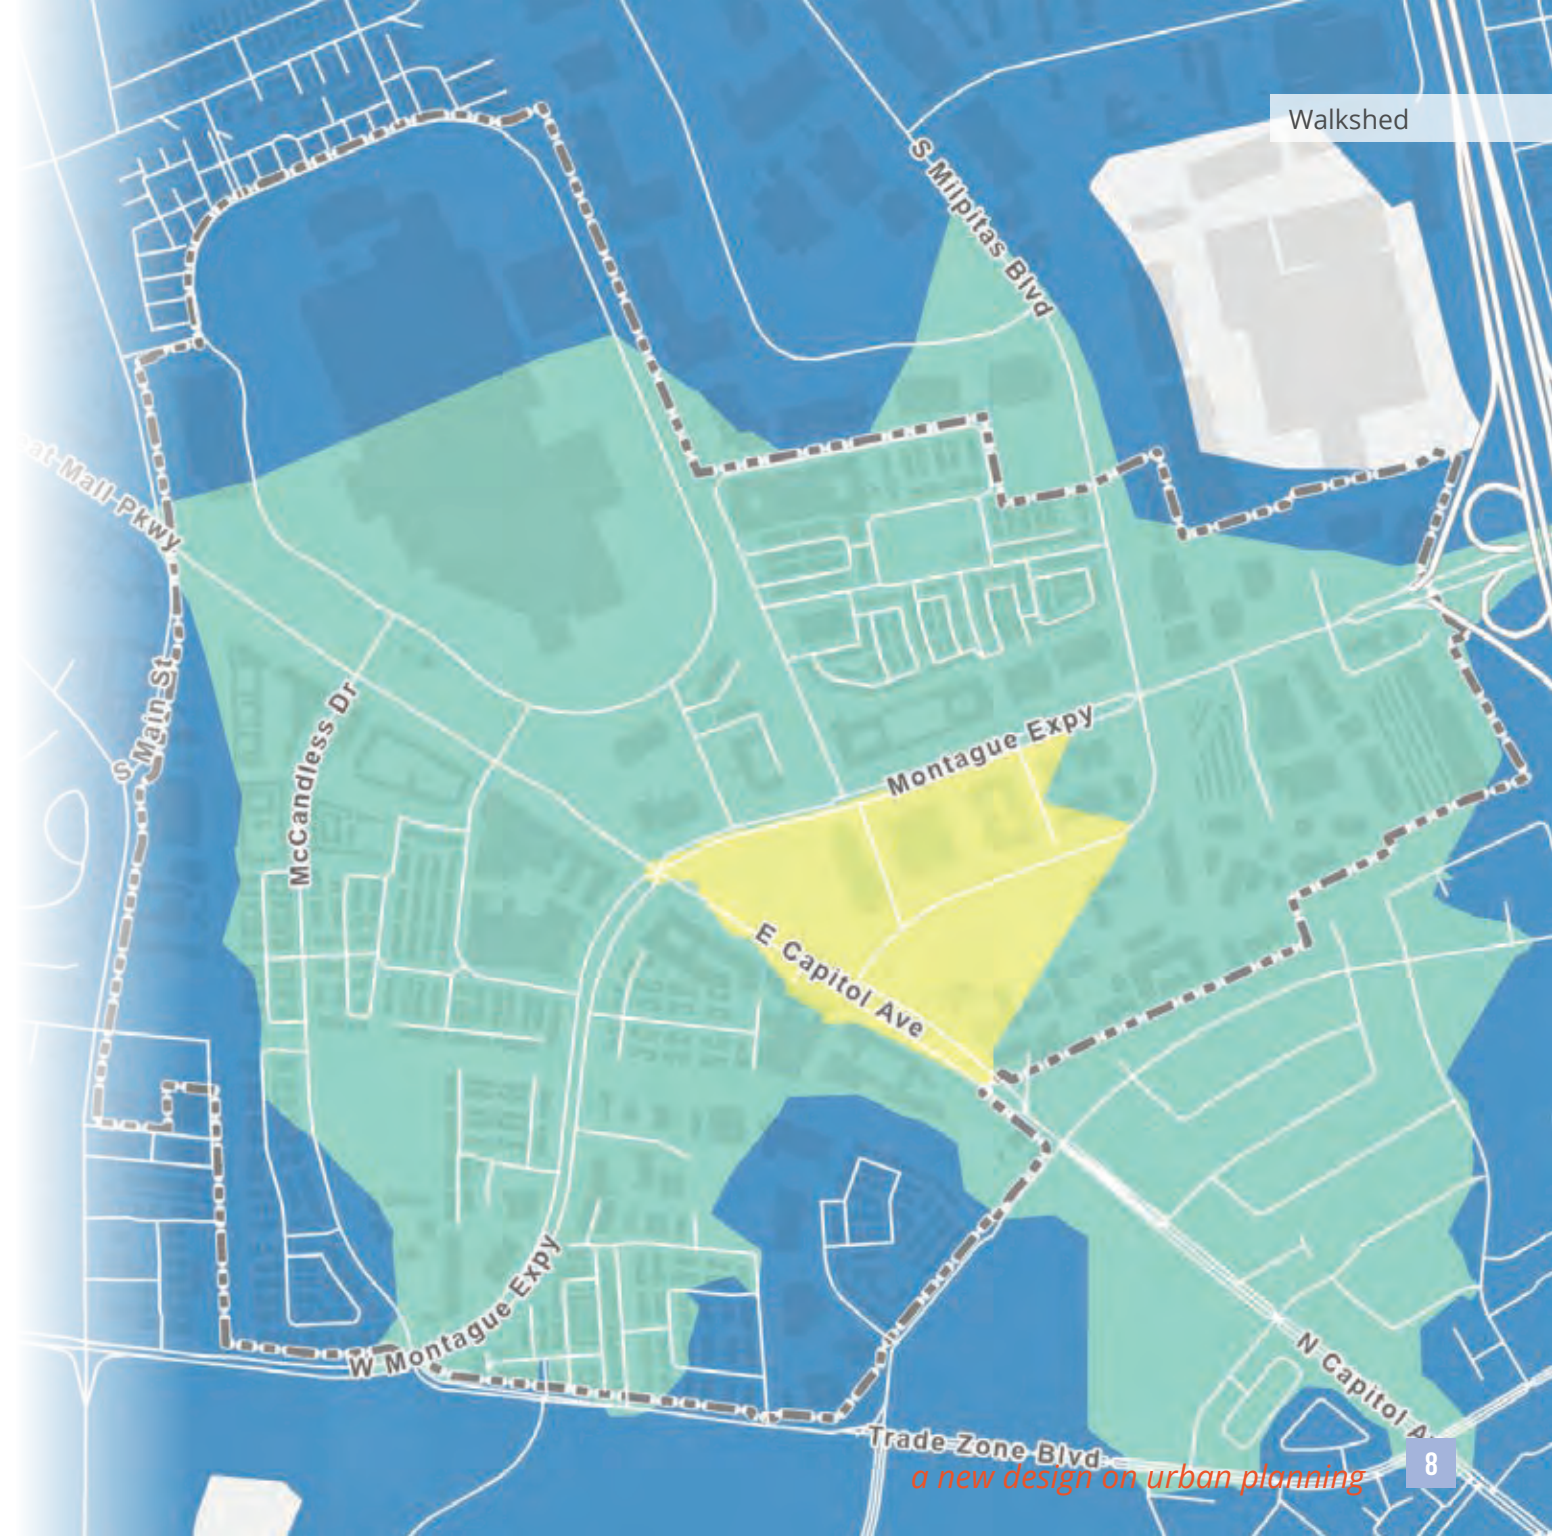 Walkshed
S Milpitas Blvd
Mall Pkwy
S Main St
McCandless Dr
Montague Expy
E Capitol Ave
W Montague Expy
N Capitol
Trade Zone Blvd
a new design on urban planning
8